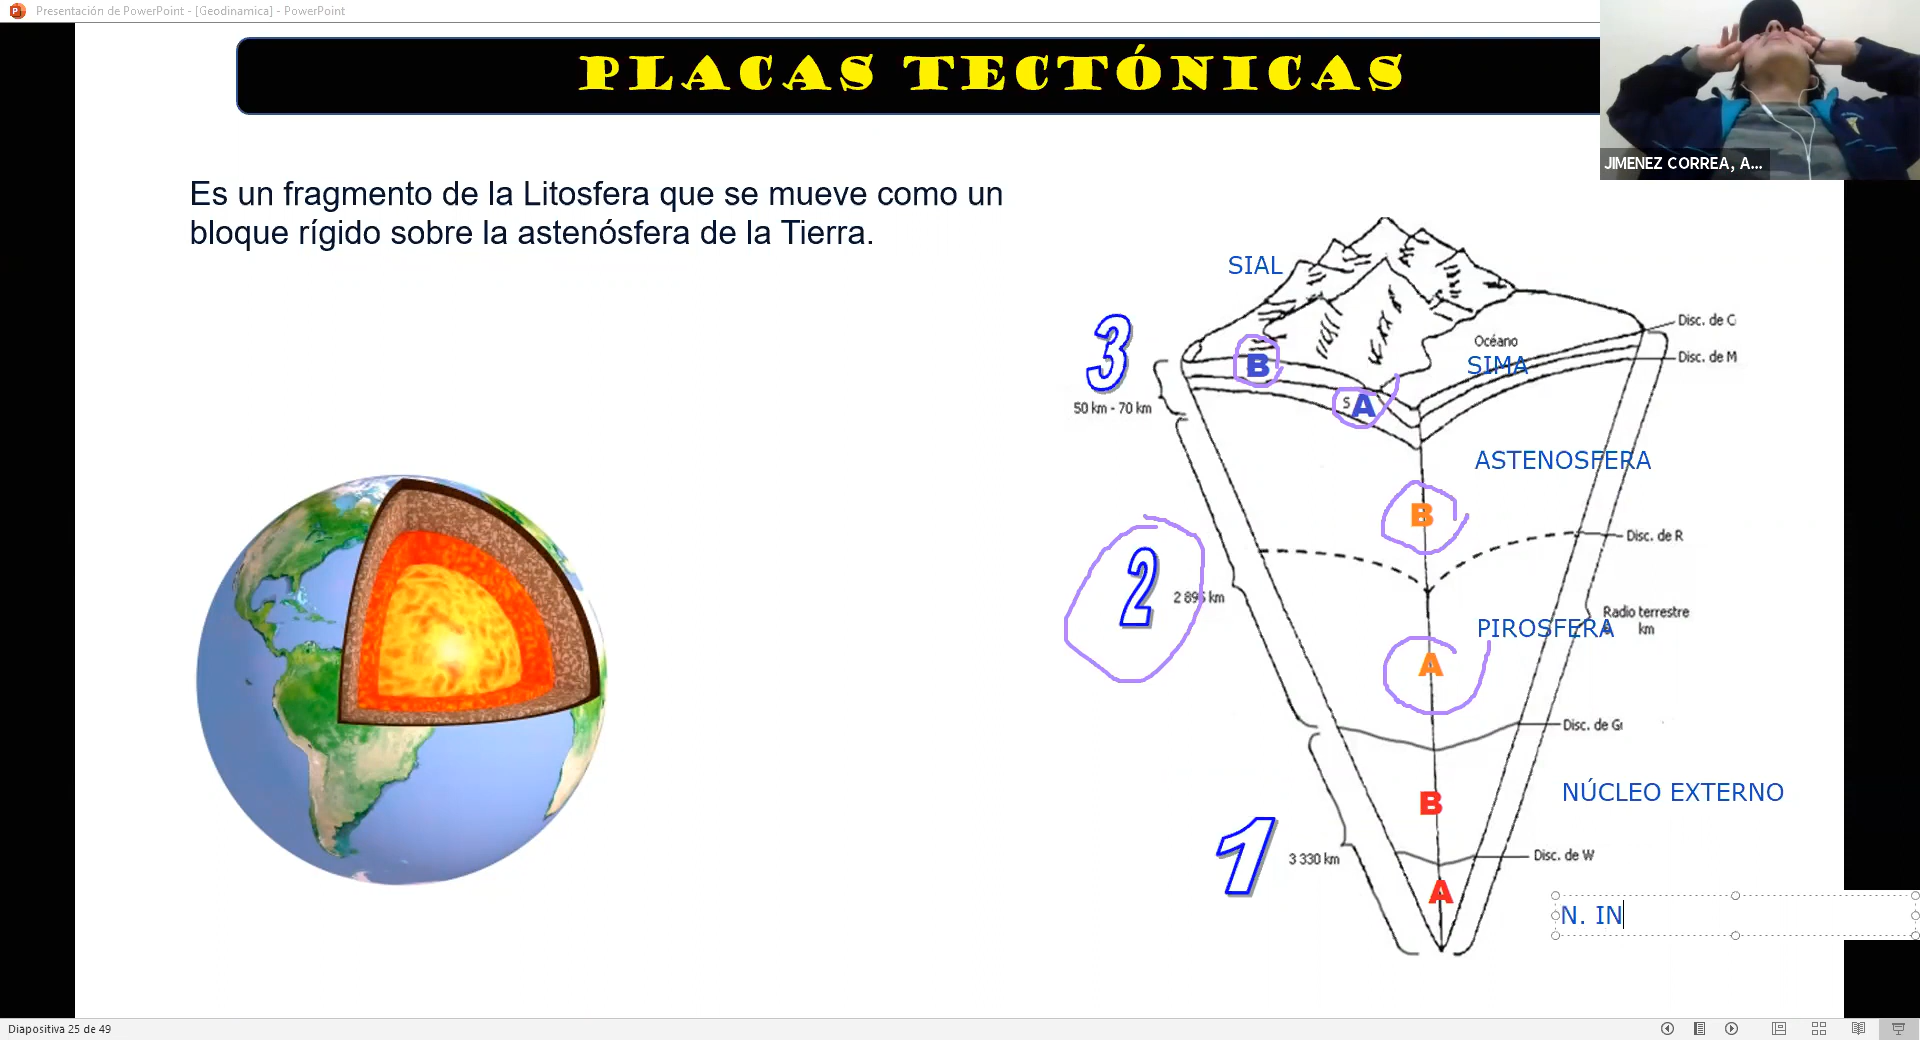 Presentación de PowerPoint - [Geodinamica] - PowerPoint
PLACAS TECTÓNICAS
JIMENEZ CORREA, A...
Es un fragmento de la Litosfera que se mueve como un
bloque rígido sobre la astenósfera de la Tierra.
SIAL
3
Disc. de C
Océano
Disc. de M
B
SIMA
50 km - 70 km
S A
ASTENOSFERA
B
Disc. de R
2
2 895 km
Radio terrestre
km
PIROSFERA
A
Disc. de G
NÚCLEO EXTERNO
B
1
3 330 km
Disc. de W
A
N. IN
Diapositiva 25 de 49